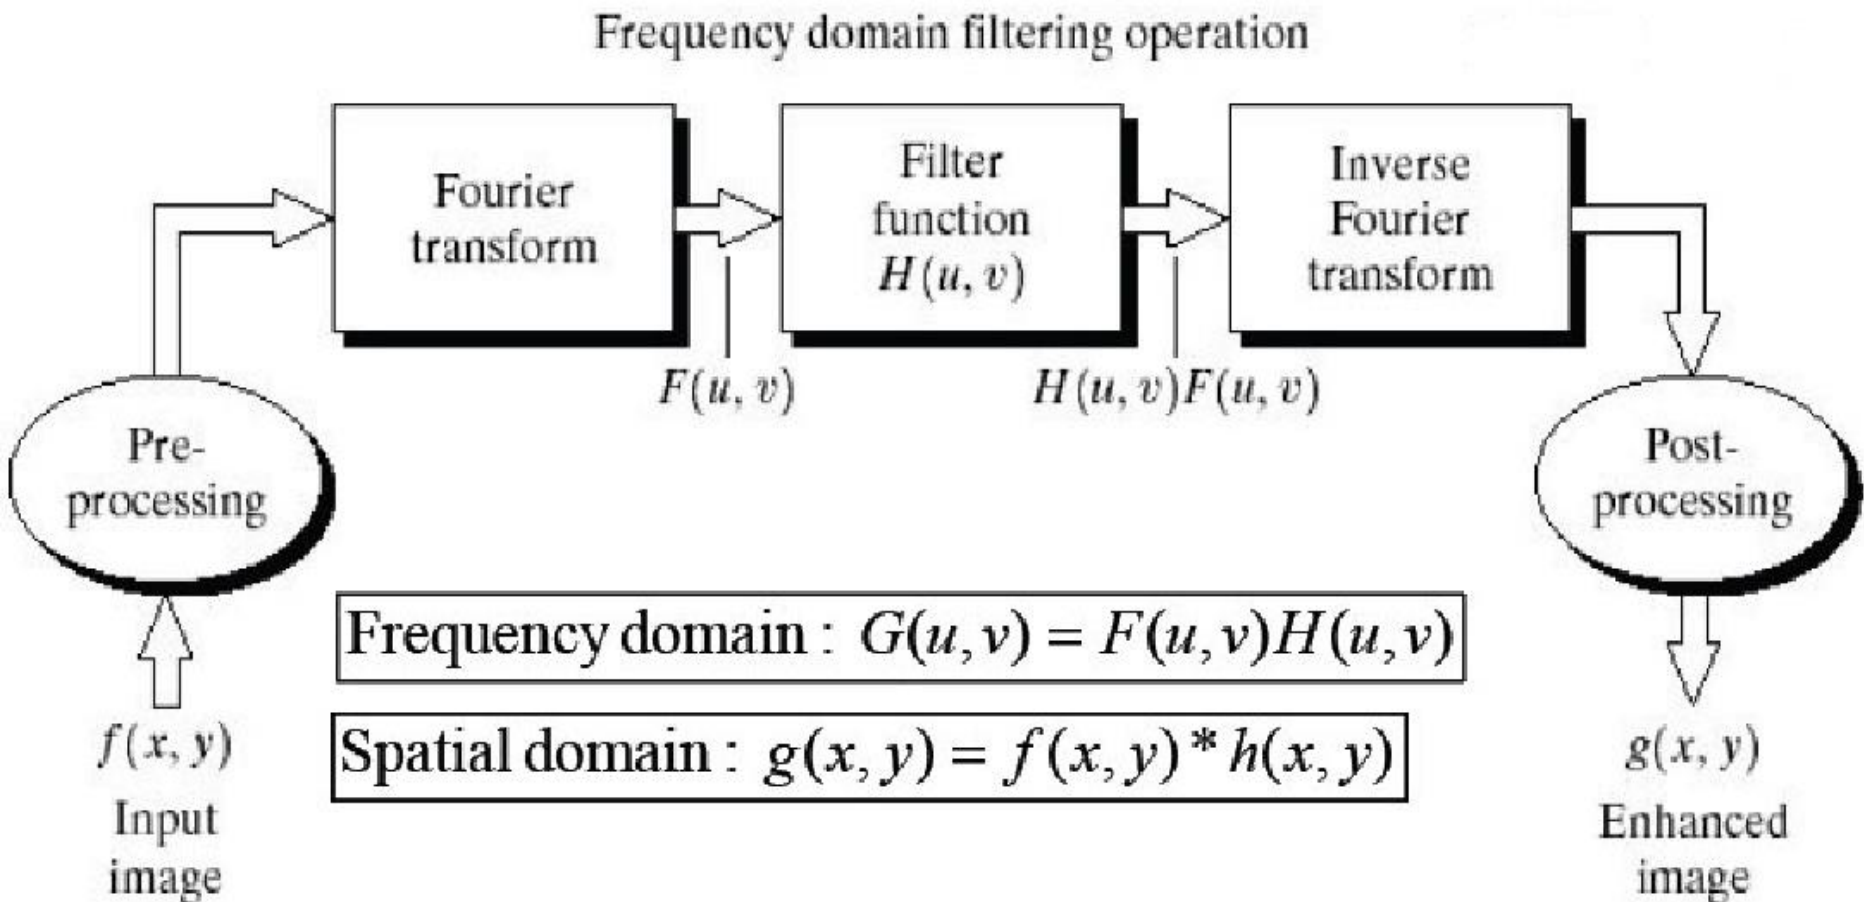 Frequency domain filtering operation
Fourier
transform
Filter
function
H(u, v)
Inverse
Fourier
transform
F(u, v)
H(u, v)F(u, v)
Pre-
processing
Post-
processing
Frequency domain : G(u,v) = F(u,v)H(u,v)
Spatial domain : g(x,y) = f(x,y)*h(x,y)
f(x, y)
Input
image
g(x, y)
Enhanced
image